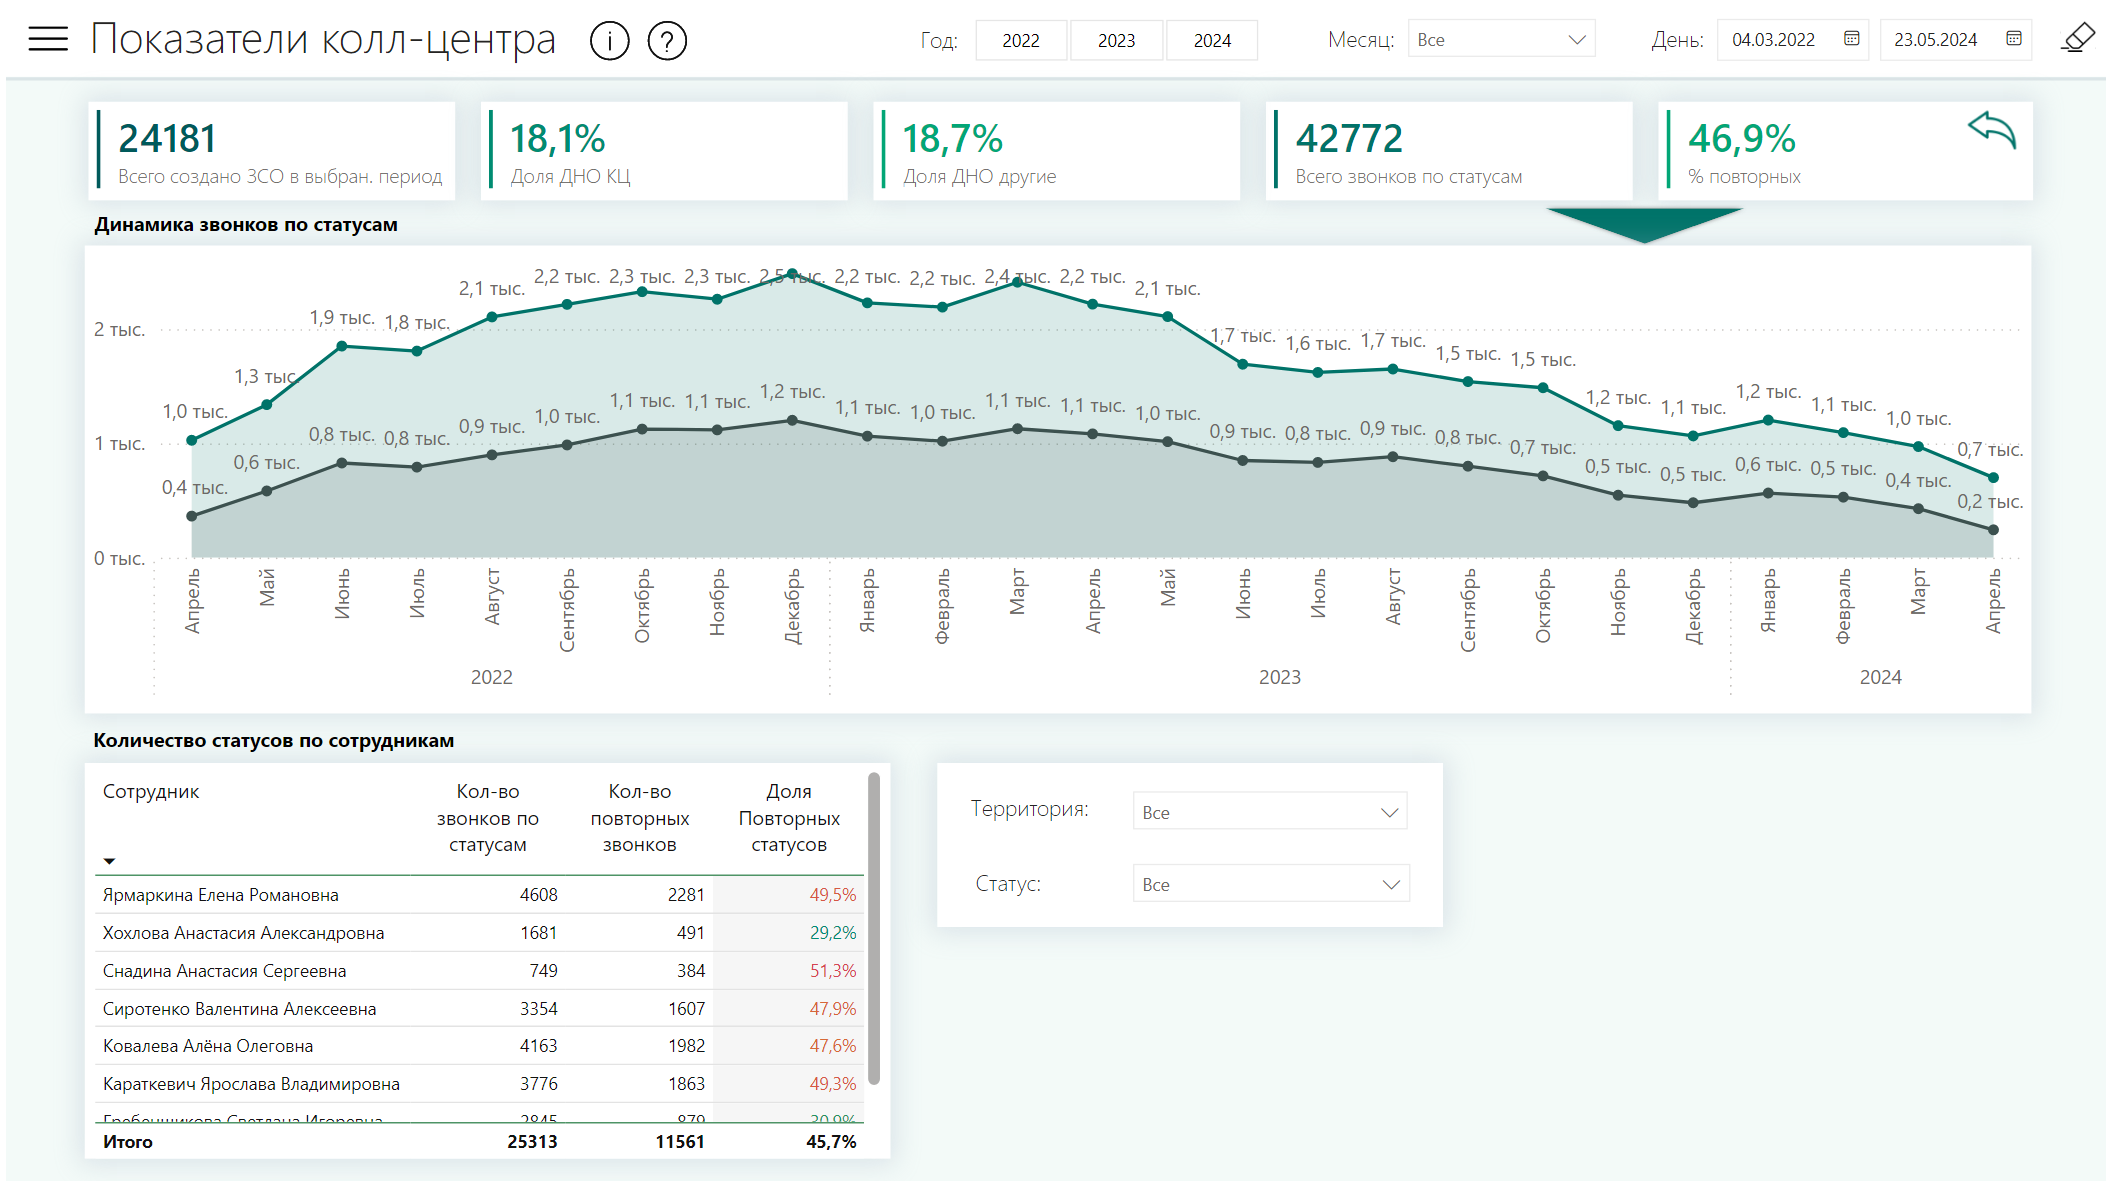 Показатели колл-центра
i
?
Год:
2022
2023
2024
Месяц:
Все
День:
04.03.2022
23.05.2024
24181
Всего создано ЗСО в выбран. период
18,1%
Доля ДНО КЦ
18,7%
Доля ДНО другие
42772
Всего звонков по статусам
46,9%
% повторных
Динамика звонков по статусам
2 тыс.
1 тыс.
0 тыс.
1,0 тыс.
1,3 тыс.
1,9 тыс.
1,8 тыс.
2,1 тыс.
2,2 тыс.
2,3 тыс.
2,3 тыс.
2,5 тыс.
2,2 тыс.
2,2 тыс.
2,4 тыс.
2,2 тыс.
2,1 тыс.
1,7 тыс.
1,6 тыс.
1,7 тыс.
1,5 тыс.
1,5 тыс.
1,2 тыс.
1,1 тыс.
1,2 тыс.
1,1 тыс.
1,0 тыс.
0,7 тыс.
0,4 тыс.
0,6 тыс.
0,8 тыс.
0,8 тыс.
0,9 тыс.
1,0 тыс.
1,1 тыс.
1,1 тыс.
1,2 тыс.
1,1 тыс.
1,0 тыс.
1,1 тыс.
1,1 тыс.
1,0 тыс.
0,9 тыс.
0,8 тыс.
0,9 тыс.
0,8 тыс.
0,7 тыс.
0,5 тыс.
0,5 тыс.
0,6 тыс.
0,5 тыс.
0,4 тыс.
0,2 тыс.
Апрель
Май
Июнь
Июль
Август
Сентябрь
Октябрь
Ноябрь
Декабрь
Январь
Февраль
Март
Апрель
Май
Июнь
Июль
Август
Сентябрь
Октябрь
Ноябрь
Декабрь
Январь
Февраль
Март
Апрель
2022
2023
2024
Количество статусов по сотрудникам
Сотрудник
Кол-во
звонков по
статусам
Кол-во
повторных
звонков
Доля
Повторных
статусов
Ярмаркина Елена Романовна 4608 2281 49,5%
Хохлова Анастасия Александровна 1681 491 29,2%
Снадина Анастасия Сергеевна 749 384 51,3%
Сиротенко Валентина Алексеевна 3354 1607 47,9%
Ковалева Алёна Олеговна 4163 1982 47,6%
Караткевич Ярослава Владимировна 3776 1863 49,3%
Гребенщикова Светлана Игоревна 2845 879 30,9%
Итого 25313 11561 45,7%
Территория:
Все
Статус:
Все